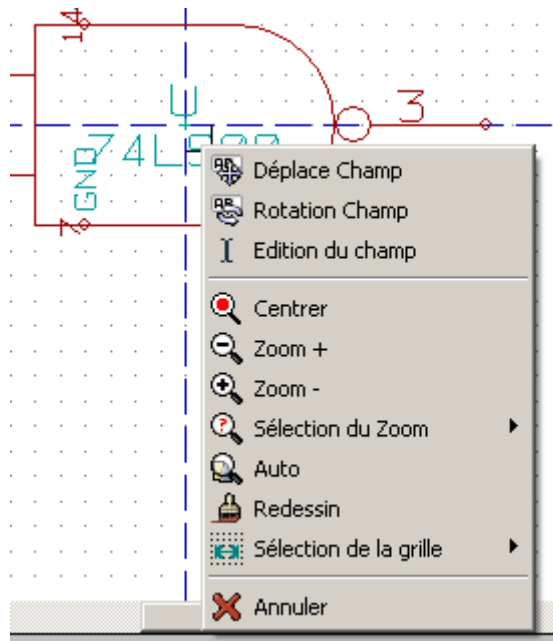 14
U
3
74LS00
GND
7
Déplace Champ
Rotation Champ
Edition du champ
Centrer
Zoom +
Zoom -
Sélection du Zoom
Auto
Redessin
Sélection de la grille
Annuler